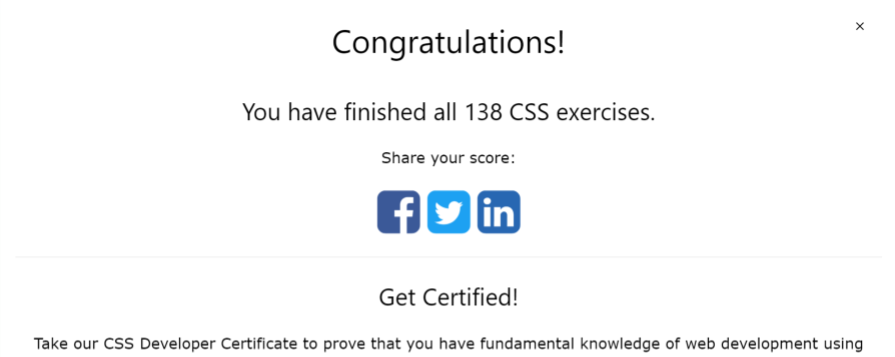 ×
Congratulations!
You have finished all 138 CSS exercises.
Share your score:
f
in
Get Certified!
Take our CSS Developer Certificate to prove that you have fundamental knowledge of web development using